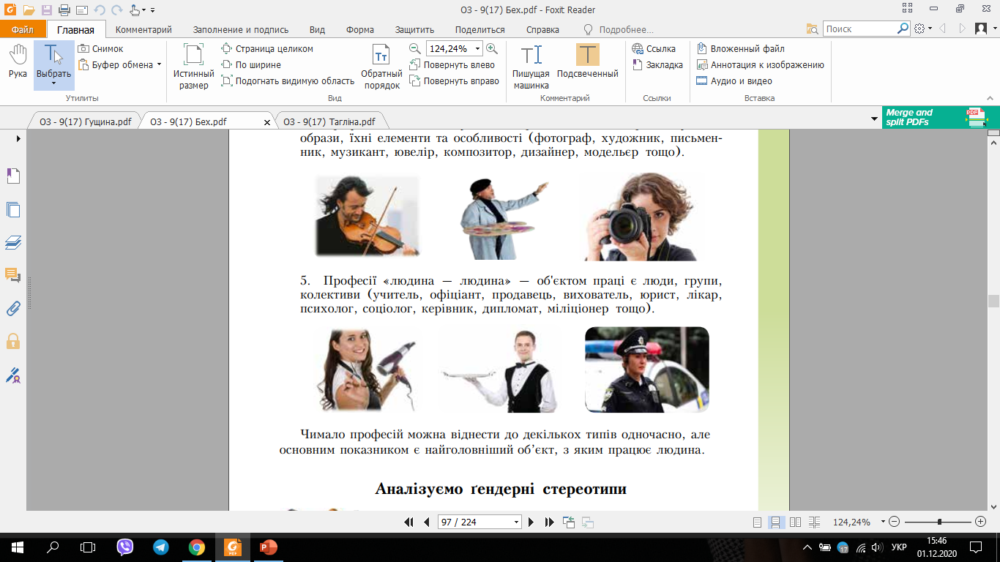 ОЗ - 9(17) Бех.pdf - Foxit Reader
Файл
Главная
Комментарий
Заполнение и подпись
Вид
Форма
Защитить
Поделиться
Справка
Подробнее...
Поиск
Рука
Выбрать
Снимок
Буфер обмена
Утилиты
Истинный размер
Страница целиком
По ширине
Подогнать видимую область
Обратный порядок
124,24%
Повернуть влево
Повернуть вправо
Вид
Пишущая машинка
Подсвеченный
Комментарий
Ссылка
Закладка
Ссылки
Вложенный файл
Аннотация к изображению
Аудио и видео
Вставка
ОЗ - 9(17) Гущина.pdf
ОЗ - 9(17) Бех.pdf
ОЗ - 9(17) Тагліна.pdf
Merge and
split PDFs
образи, їхні елементи та особливості (фотограф, художник, письмен-
ник, музикант, ювелір, композитор, дизайнер, модельєр тощо).
5. Професії «людина — людина» — об'єктом праці є люди, групи,
колективи (учитель, офіціант, продавець, вихователь, юрист, лікар,
психолог, соціолог, керівник, дипломат, міліціонер тощо).
Чимало професій можна віднести до декількох типів одночасно, але
основним показником є найголовніший об’єкт, з яким працює людина.
Аналізуємо ґендерні стереотипи
97 / 224
124,24%
УКР
15:46
01.12.2020